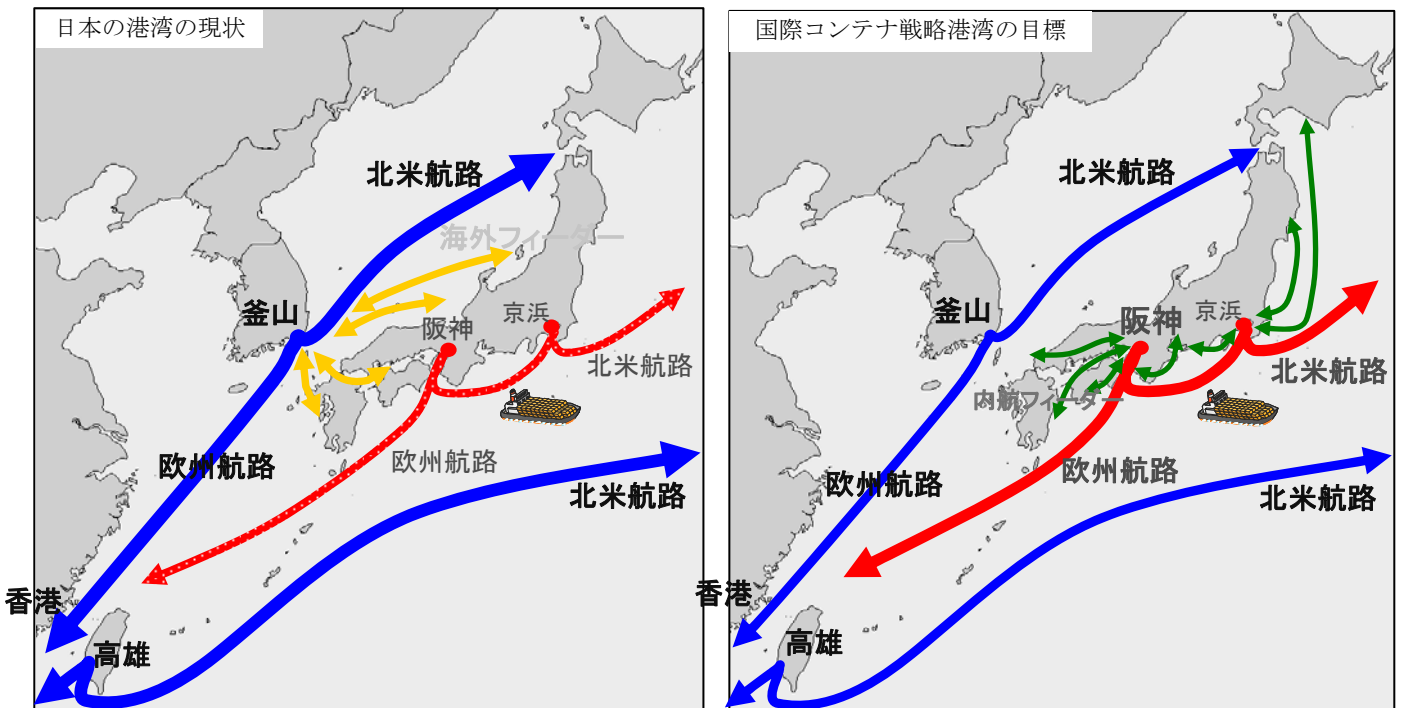 日本の港湾の現状
北米航路
海外フィーダー
釜山
阪神
京浜
北米航路
欧州航路
欧州航路
北米航路
香港
高雄
国際コンテナ戦略港湾の目標
北米航路
釜山
阪神
京浜
北米航路
内航フィーダー
欧州航路
欧州航路
北米航路
香港
高雄